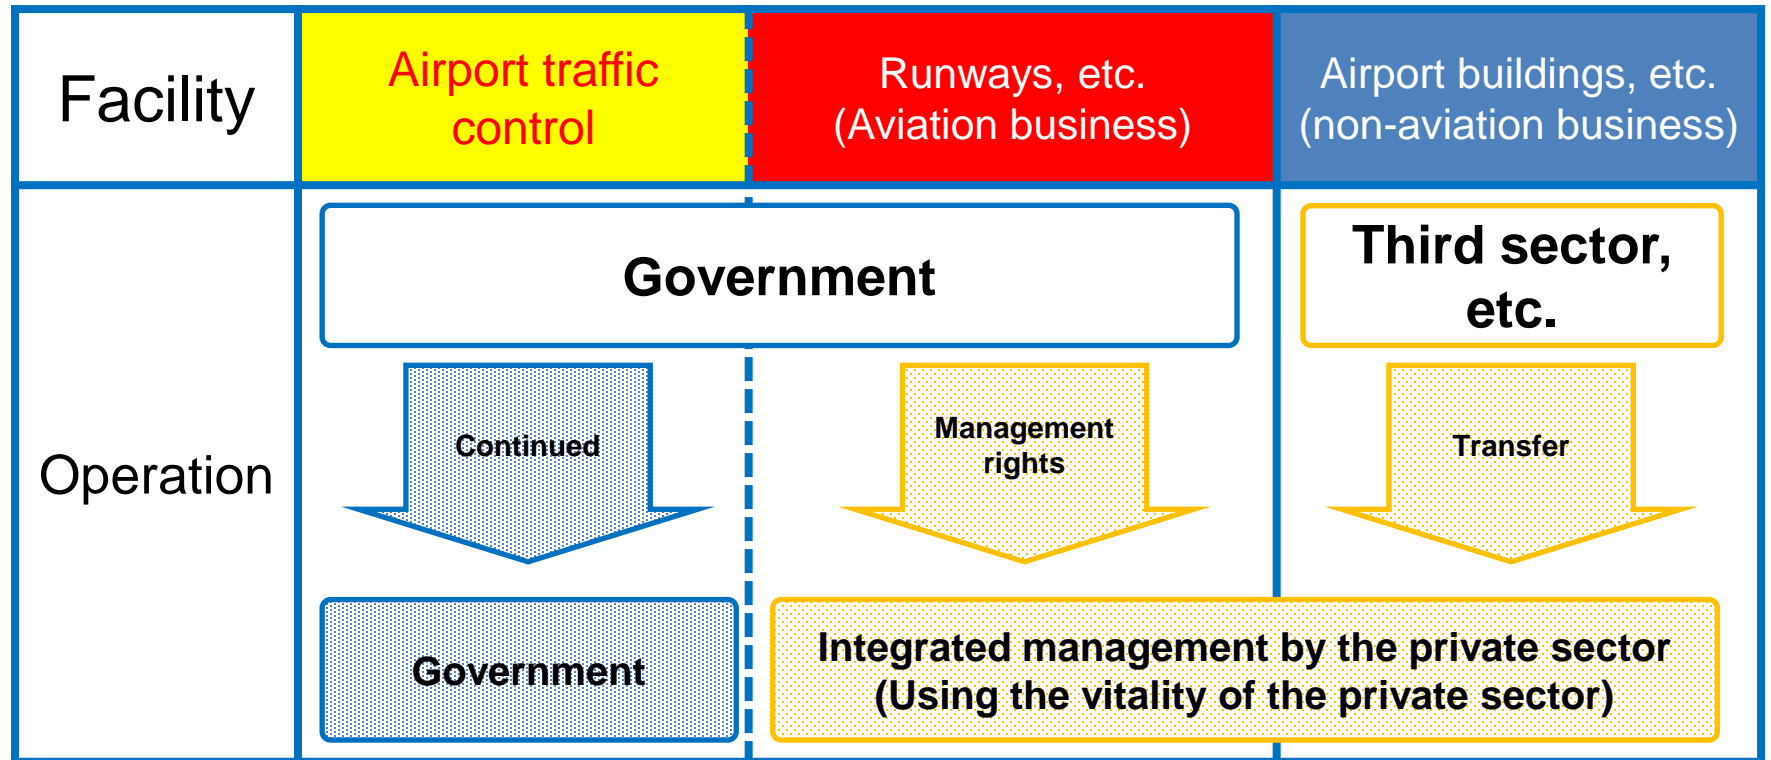 Facility
Airport traffic
control
Runways, etc.
(Aviation business)
Airport buildings, etc.
(non-aviation business)
Operation
Government
Third sector,
etc.
Continued
Management
rights
Transfer
Government
Integrated management by the private sector
(Using the vitality of the private sector)